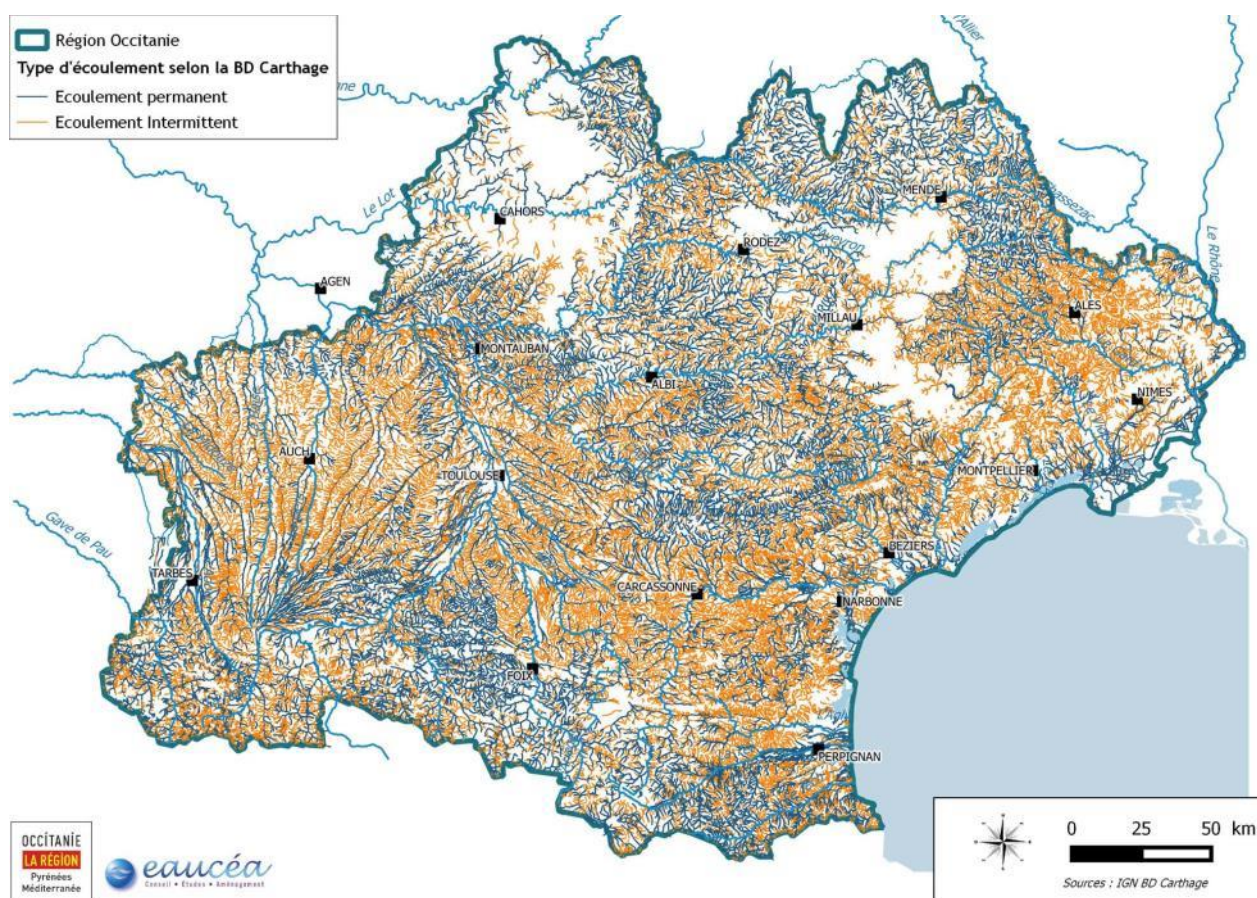 Région Occitanie
Type d'écoulement selon la BD Carthage
Ecoulement permanent
Ecoulement Intermittent
l'Allier
Le Lot
CAHORS
MENDE
RODEZ
Le Rhône
AGEN
ALES
MILLAU
MONTAUBAN
ALBI
NIMES
AUCH
TOULOUSE
MONTPELLIER
Gave de Pau
BEZIERS
TARBES
CARCASSONNE
NARBONNE
FOIX
PERPIGNAN
OCCITANIE
LA RÉGION
Pyrénées
Méditerranée
eaucéa
Conseil • Études • Aménagement
0 25 50 km
Sources : IGN BD Carthage